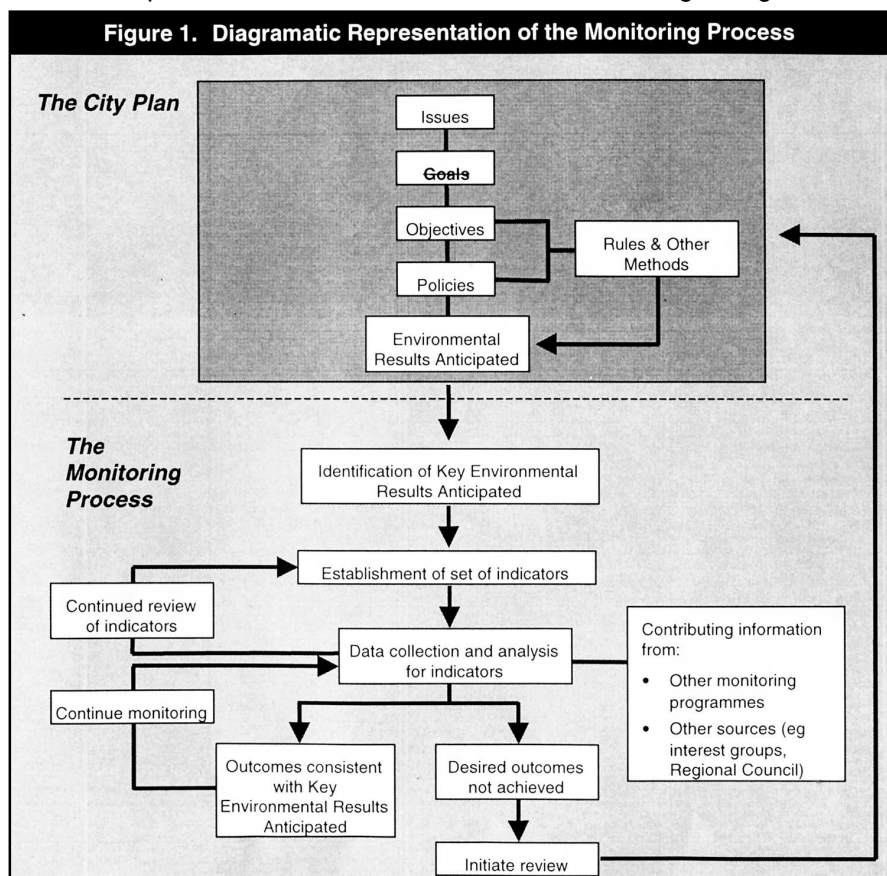 Figure 1. Diagramatic Representation of the Monitoring Process
The City Plan
Issues
Goals
Objectives
Policies
Rules & Other
Methods
Environmental
Results Anticipated
The
Monitoring
Process
Identification of Key Environmental
Results Anticipated
Establishment of set of indicators
Continued review
of indicators
Data collection and analysis
for indicators
Contributing information
from:
• Other monitoring
programmes
• Other sources (eg
interest groups,
Regional Council)
Continue monitoring
Outcomes consistent
with Key
Environmental Results
Anticipated
Desired outcomes
not achieved
Initiate review